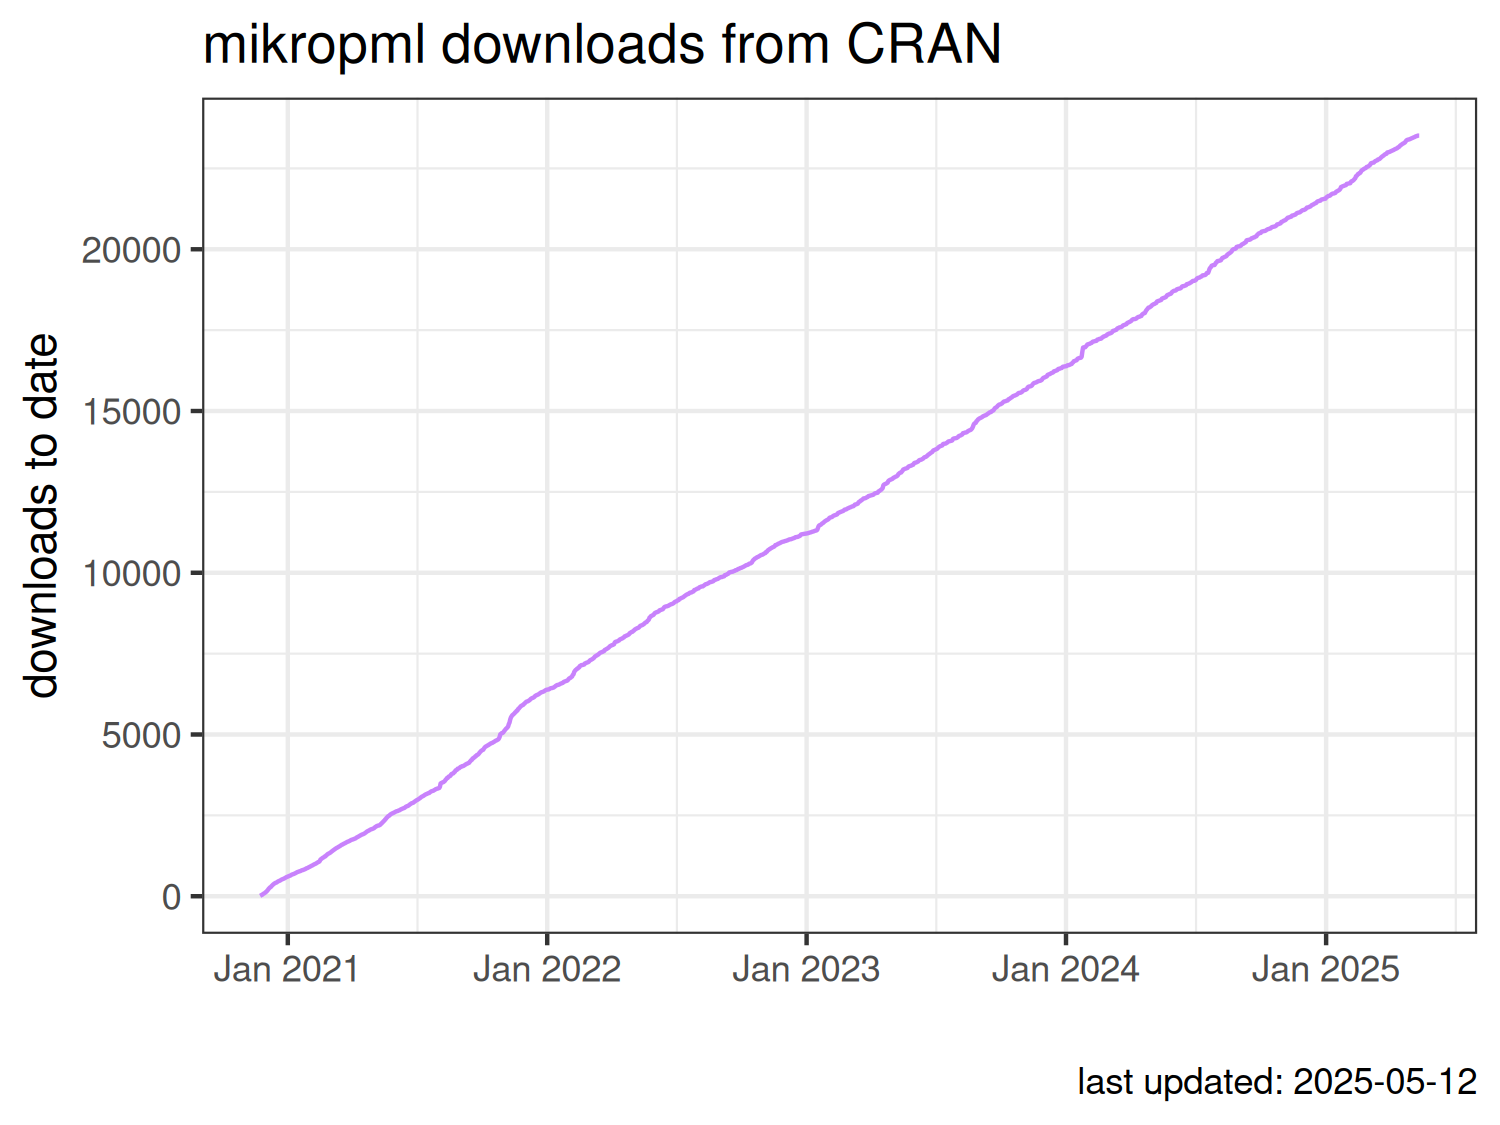 mikropml downloads from CRAN
downloads to date
20000
15000
10000
5000
0
Jan 2021 Jan 2022 Jan 2023 Jan 2024 Jan 2025
last updated: 2025-05-12